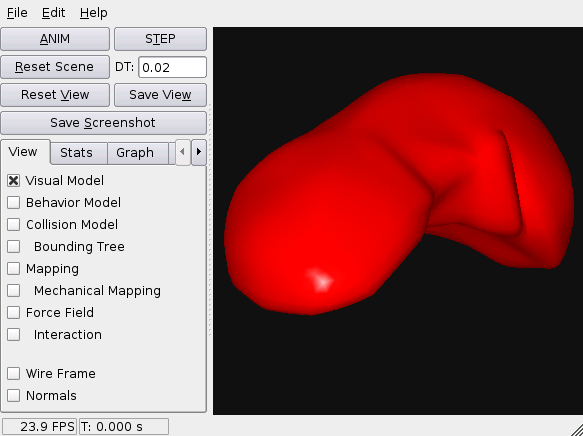 File Edit Help
ANIM STEP
Reset Scene DT: 0.02
Reset View Save View
Save Screenshot
View Stats Graph
Visual Model
Behavior Model
Collision Model
Bounding Tree
Mapping
Mechanical Mapping
Force Field
Interaction
Wire Frame
Normals
23.9 FPS T: 0.000 s